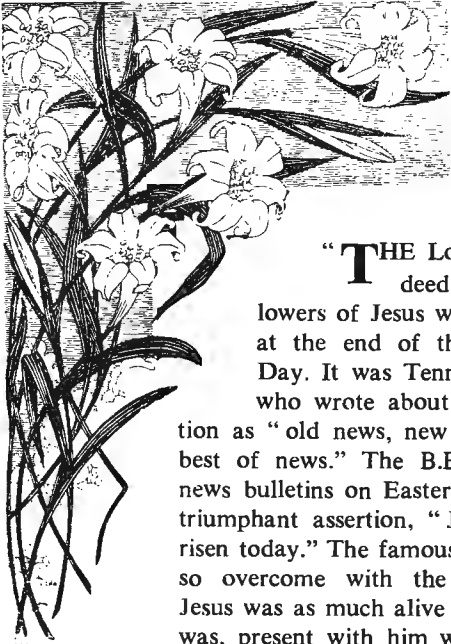 "THE Lo
deed
lowers of Jesus w
at the end of th
Day. It was Tenn
who wrote about
tion as "old news, new
best of news." The B.B
news bulletins on Easter
triumphant assertion, "J
risen today." The famous
so overcome with the
Jesus was as much alive
was, present with him w